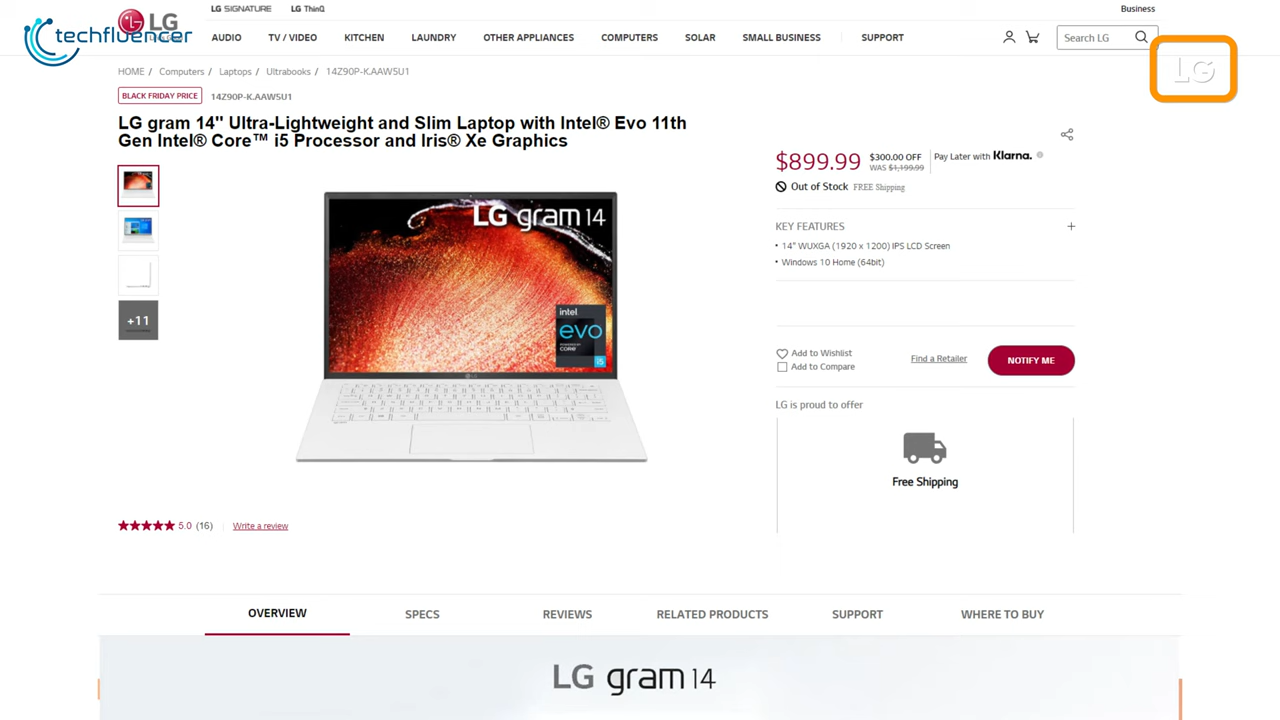 LG SIGNATURE LG ThinQ Business
LG
techfluencer
AUDIO TV / VIDEO KITCHEN LAUNDRY OTHER APPLIANCES COMPUTERS SOLAR SMALL BUSINESS SUPPORT
Search LG
LG
HOME / Computers / Laptops / Ultrabooks / 14Z90P-K.AAW5U1
BLACK FRIDAY PRICE 14Z90P-K.AAW5U1
LG gram 14" Ultra-Lightweight and Slim Laptop with Intel® Evo 11th
Gen Intel® Core™ i5 Processor and Iris® Xe Graphics
$899.99 $300.00 OFF
WAS $1,199.99
Pay Later with Klarna.
Out of Stock FREE Shipping
KEY FEATURES +
• 14" WUXGA (1920 x 1200) IPS LCD Screen
• Windows 10 Home (64bit)
+11
LG gram 14
intel
evo
POWERED BY
CORE
i5
LG
Add to Wishlist
Add to Compare
Find a Retailer
NOTIFY ME
LG is proud to offer
Free Shipping
5.0 (16) Write a review
OVERVIEW SPECS REVIEWS RELATED PRODUCTS SUPPORT WHERE TO BUY
LG gram 14